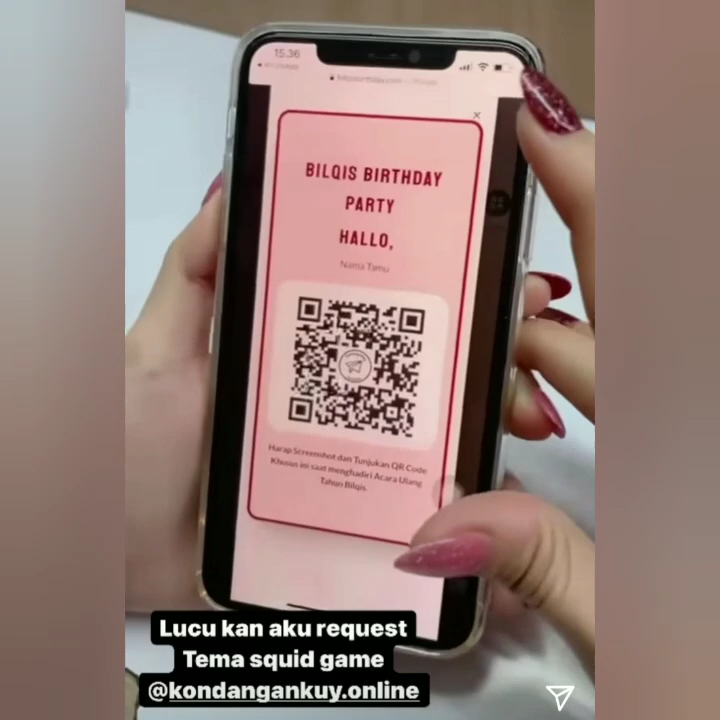 15.36
BILQIS BIRTHDAY
PARTY
HALLO,
Nama Tamu
Harap Screenshot dan Tunjukan QR Code
Khusus ini saat menghadiri Acara Ulang
Tahun Bilqis.
Lucu kan aku request
Tema squid game
@kondangankuy.online